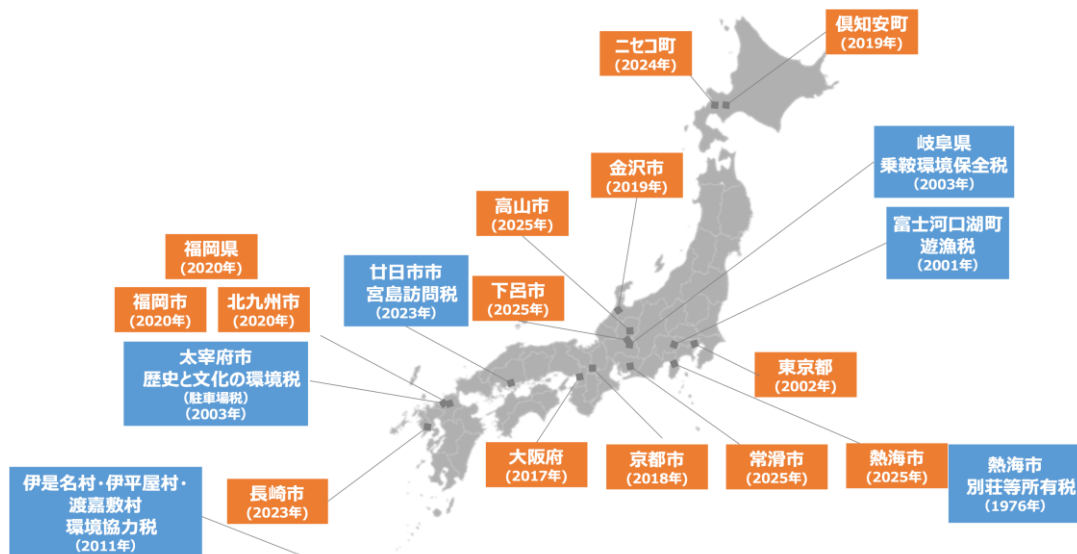 倶知安町
(2019年)
ニセコ町
(2024年)
岐阜県
乗鞍環境保全税
(2003年)
金沢市
(2019年)
高山市
(2025年)
富士河口湖町
遊漁税
(2001年)
福岡県
(2020年)
廿日市市
宮島訪問税
(2023年)
下呂市
(2025年)
福岡市
(2020年)
北九州市
(2020年)
太宰府市
歴史と文化の環境税
(駐車場税)
(2003年)
東京都
(2002年)
大阪府
(2017年)
京都市
(2018年)
常滑市
(2025年)
熱海市
(2025年)
熱海市
別荘等所有税
(1976年)
伊是名村・伊平屋村・
渡嘉敷村
環境協力税
(2011年)
長崎市
(2023年)